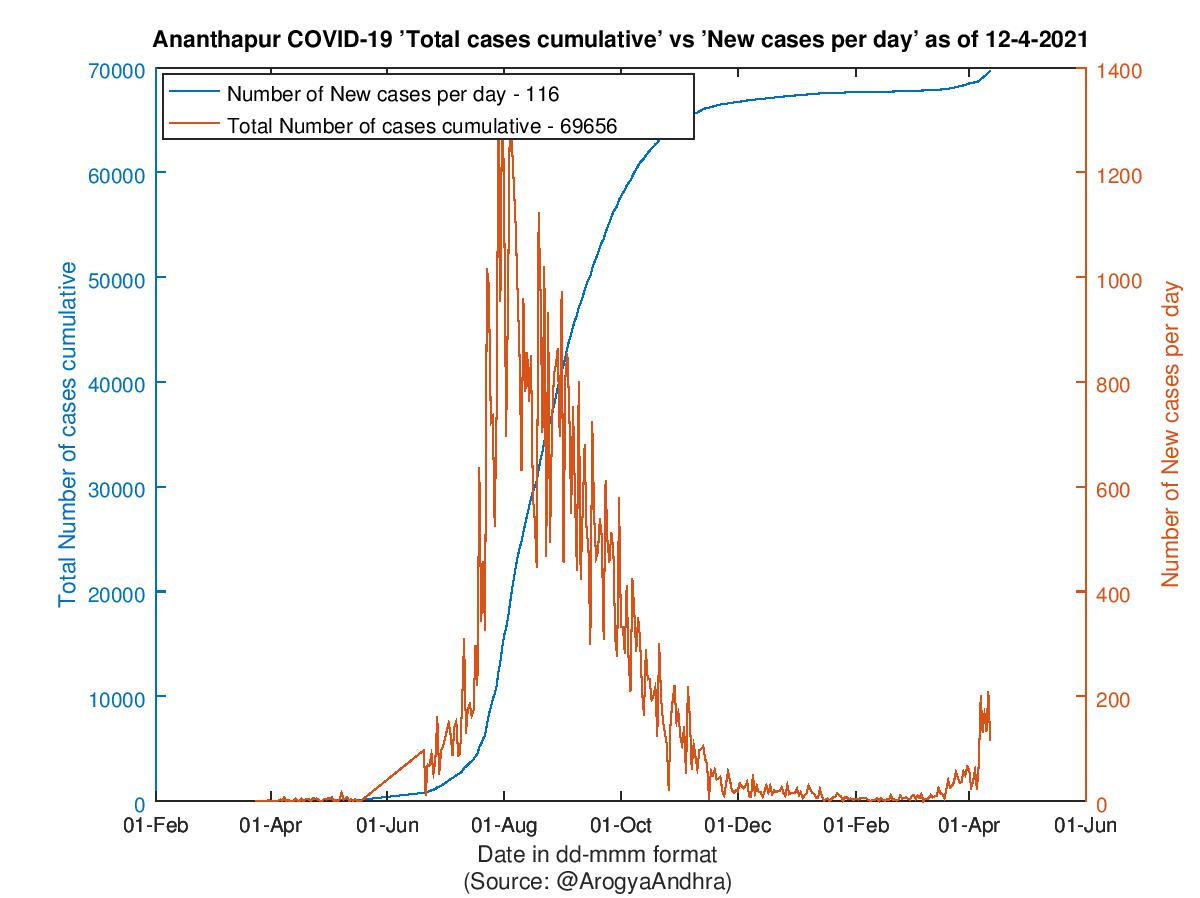 Ananthapur COVID-19 ’Total cases cumulative’ vs ’New cases per day’ as of 12-4-2021
Number of New cases per day - 116
Total Number of cases cumulative - 69656
Total Number of cases cumulative
70000
60000
50000
40000
30000
20000
10000
0
1400
1200
1000
800
600
400
200
0
Number of New cases per day
01-Feb 01-Apr 01-Jun 01-Aug 01-Oct 01-Dec 01-Feb 01-Apr 01-Jun
Date in dd-mmm format
(Source: @ArogyaAndhra)